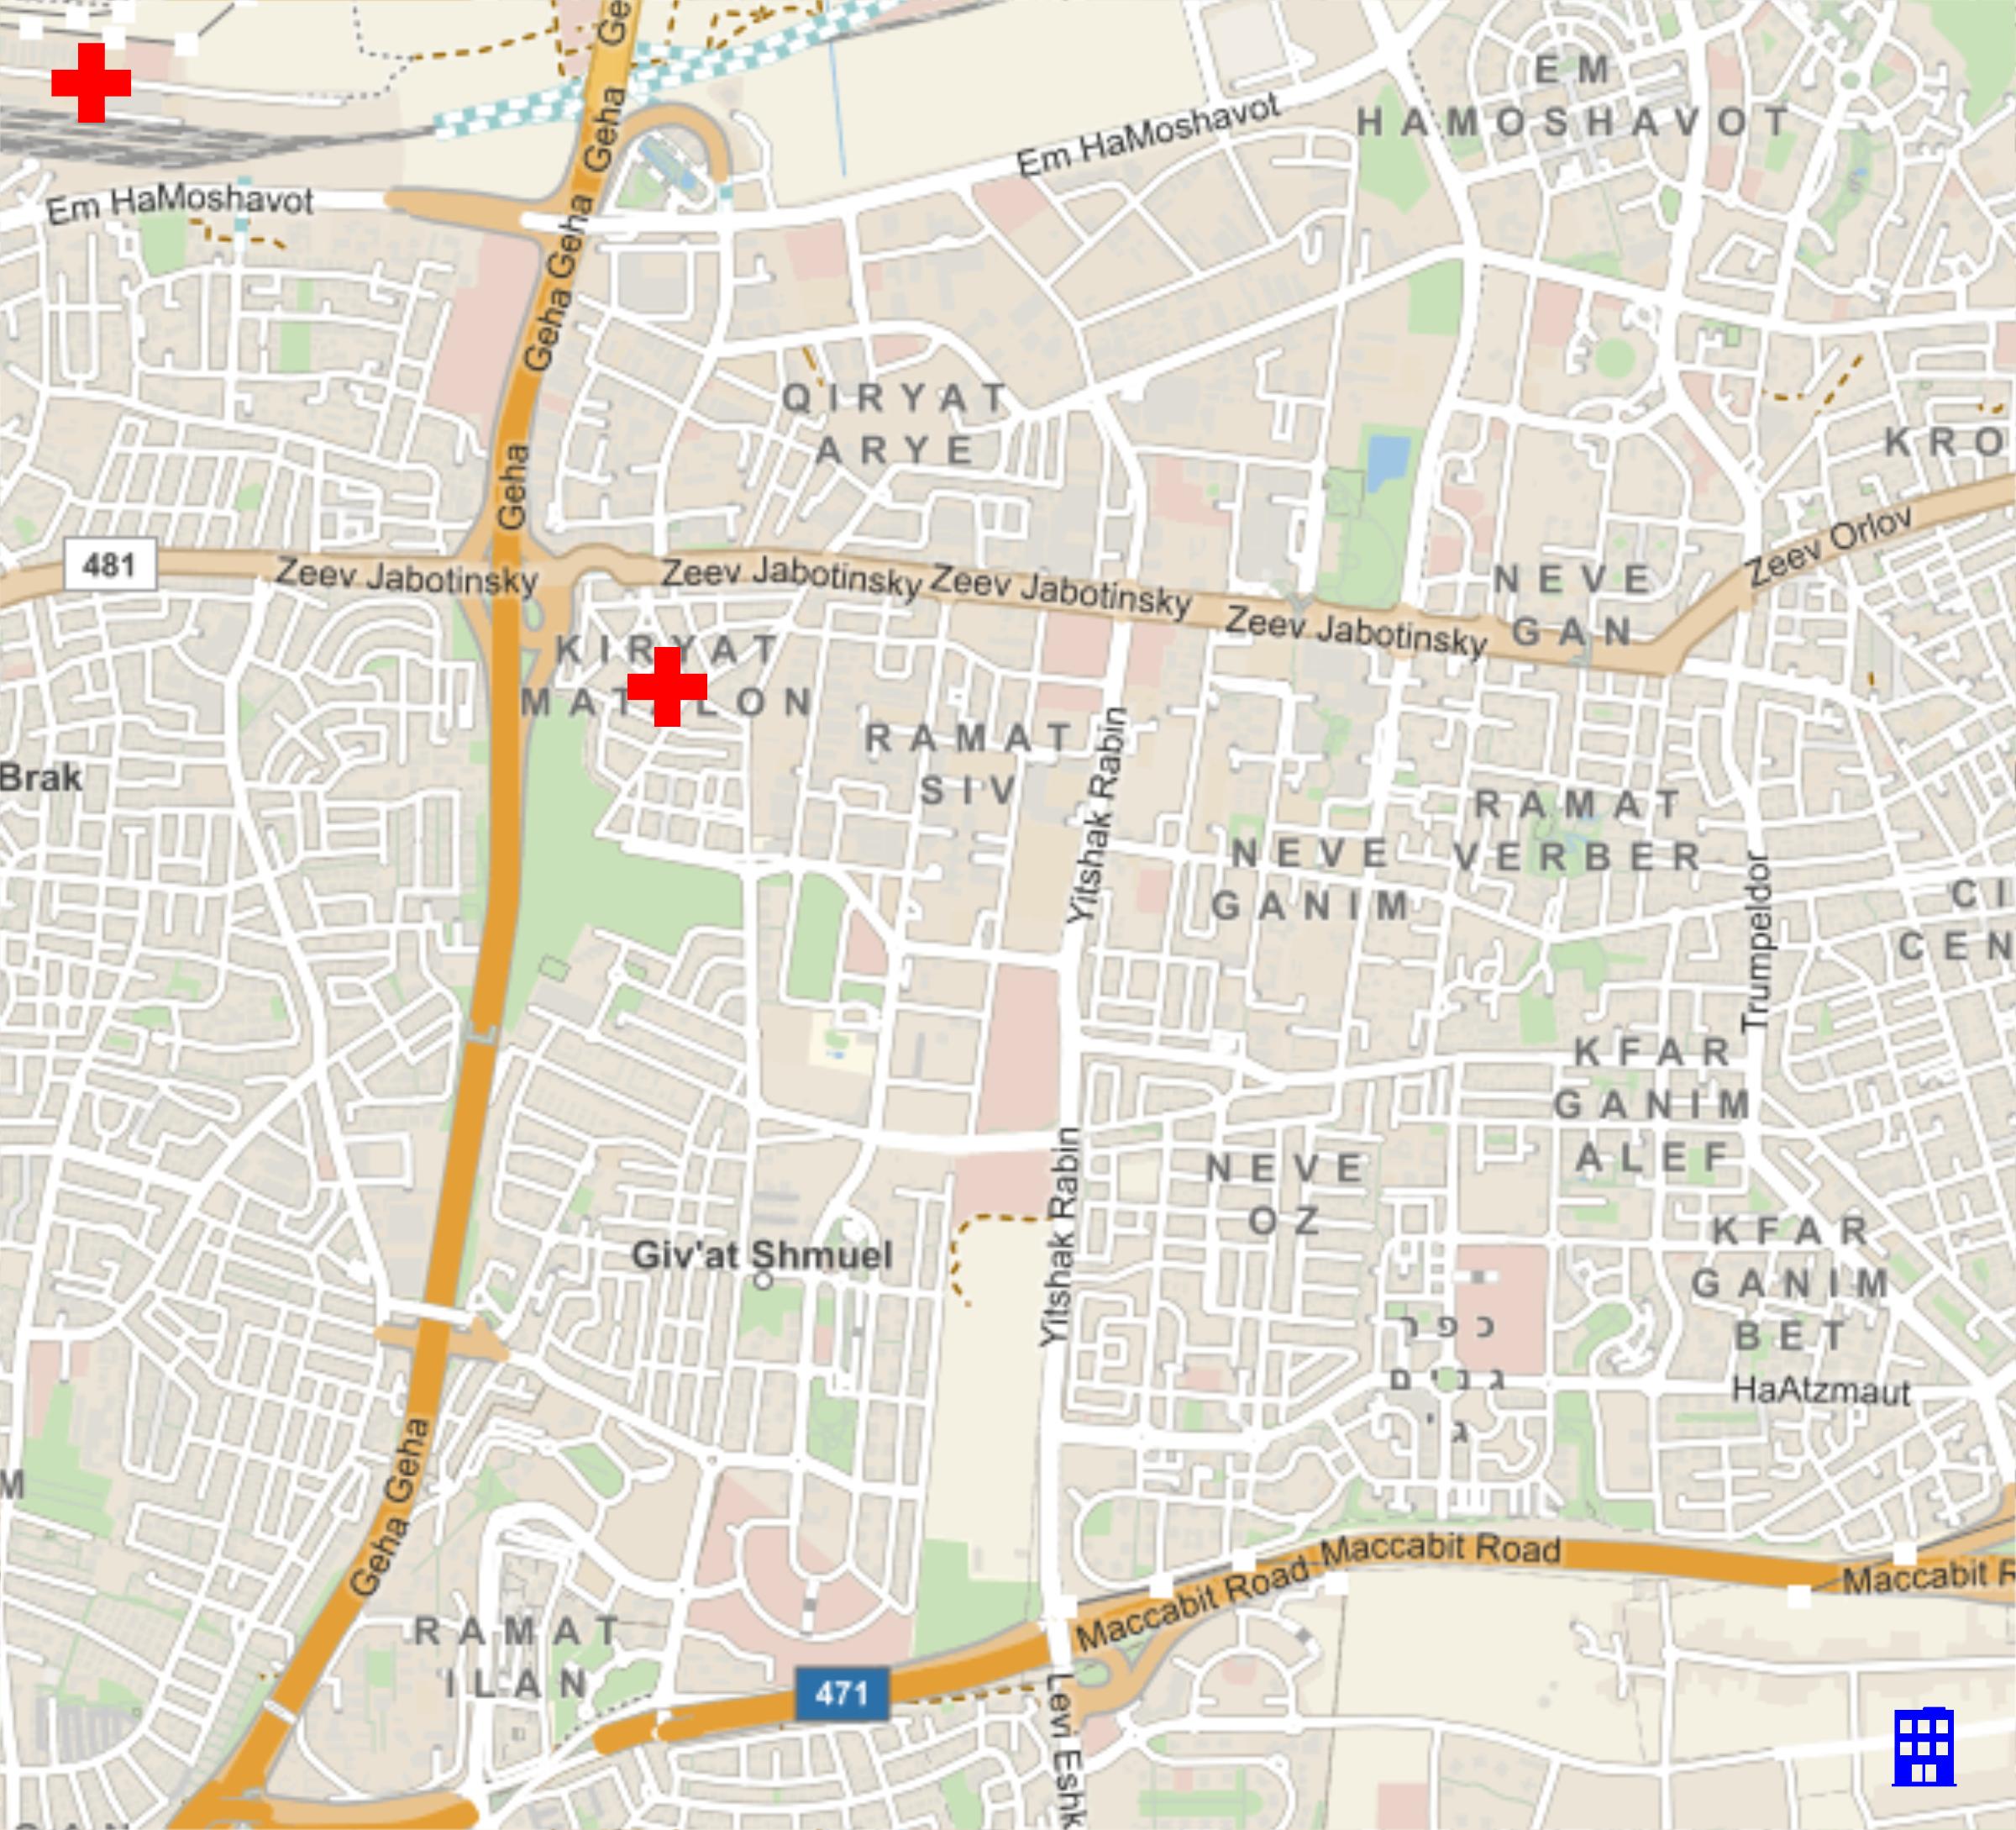 Ge
Geha
EM
HAMOSHAVOT
Em HaMoshavot
Em HaMoshavot
Geha
Geha
QIRYAT
ARYE
KRO
Geha
481
Zeev Jabotinsky
Zeev Jabotinsky
Zeev Jabotinsky
Zeev Jabotinsky
Zeev Orlov
NEVE
GAN
KIRYAT
RAMAT
SIV
Yitshak Rabin
Brak
RAMAT
VERBER
NEVE
GANIM
Trumpeldor
CI
CEN
KFAR
GANIM
ALEF
NEVE
OZ
Yitshak Rabin
Giv'at Shmuel
KFAR
GANIM
BET
כפר
גנים
ג'
HaAtzmaut
Geha
Geha
M
Maccabit Road
Maccabit Road
Maccabit R
RAMAT
ILAN
471
Levi Eshk